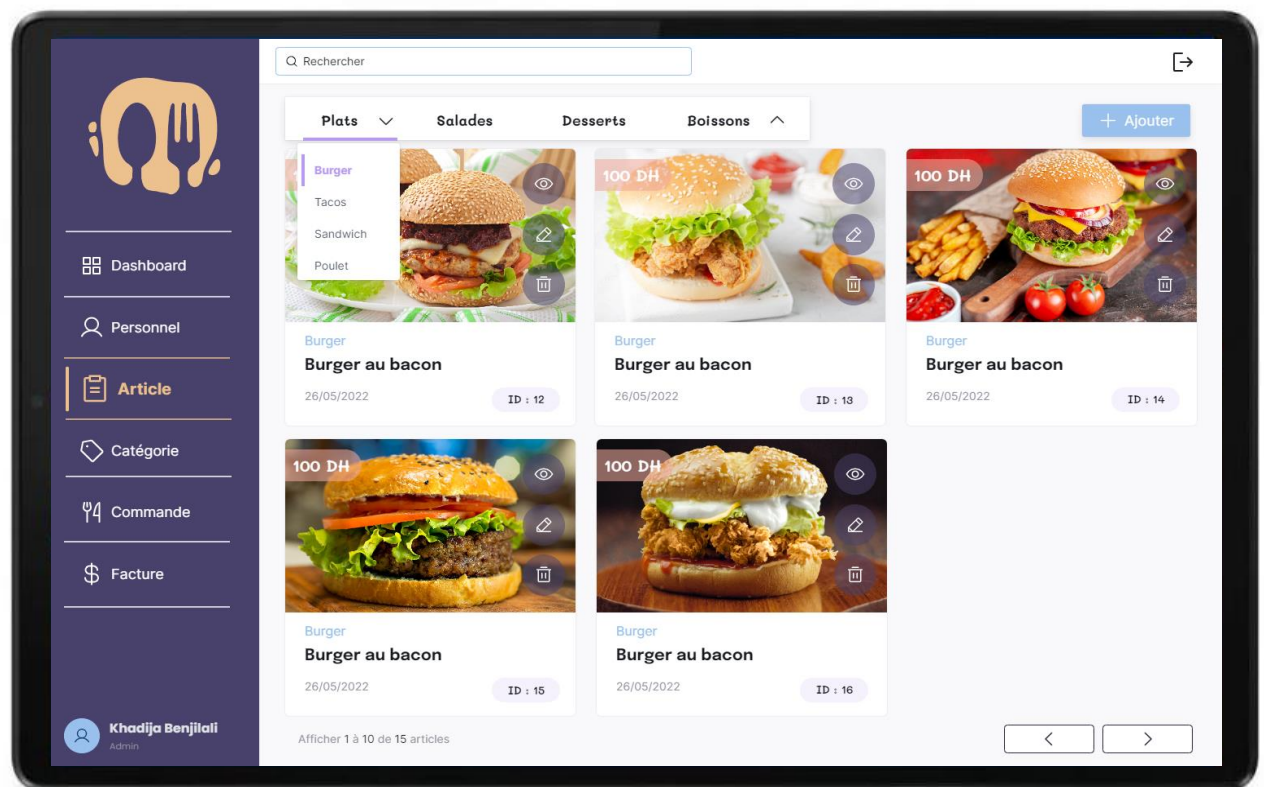 Rechercher
Plats
Salades
Desserts
Boissons
+ Ajouter
Burger
Tacos
Sandwich
Poulet
Dashboard
Personnel
Article
Catégorie
Commande
Facture
Khadija Benjilali
Admin
1
100 DH
100 DH
Burger
Burger au bacon
26/05/2022
ID : 12
Burger
Burger au bacon
26/05/2022
ID : 13
Burger
Burger au bacon
26/05/2022
ID : 14
100 DH
100 DH
Burger
Burger au bacon
26/05/2022
ID : 15
Burger
Burger au bacon
26/05/2022
ID : 16
Afficher 1 à 10 de 15 articles